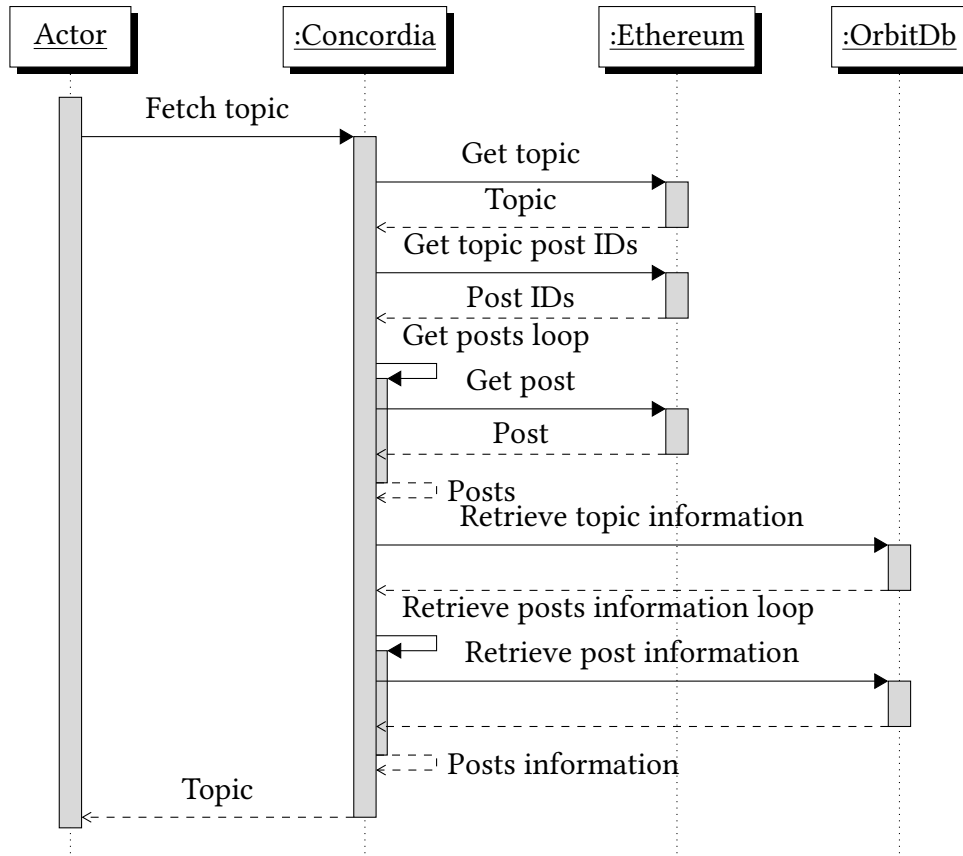 Actor
:Concordia
:Ethereum
:OrbitDb
Fetch topic
Get topic
Topic
Get topic post IDs
Post IDs
Get posts loop
Get post
Post
Posts
Retrieve topic information
Retrieve posts information loop
Retrieve post information
Posts information
Topic